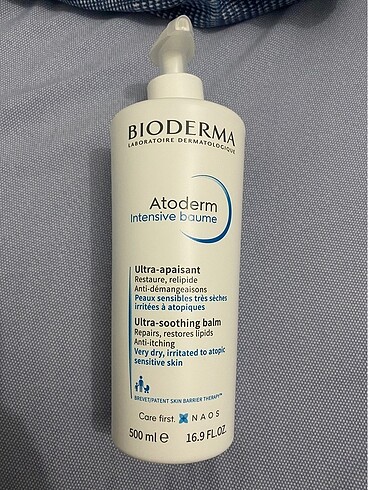 BIODERMA
LABORATOIRE DERMATOLOGIQUE
Atoderm
Intensive baume
Ultra-apaisant
Restaure, relipide
Anti-démangeaisons
Peaux sensibles très sèches
irritées à atopiques
Ultra-soothing balm
Repairs, restores lipids
Anti-itching
Very dry, irritated to atopic
sensitive skin
BREVET/PATENT SKIN BARRIER THERAPY™
Care first. NAOS
500 ml e 16.9 FL.OZ.